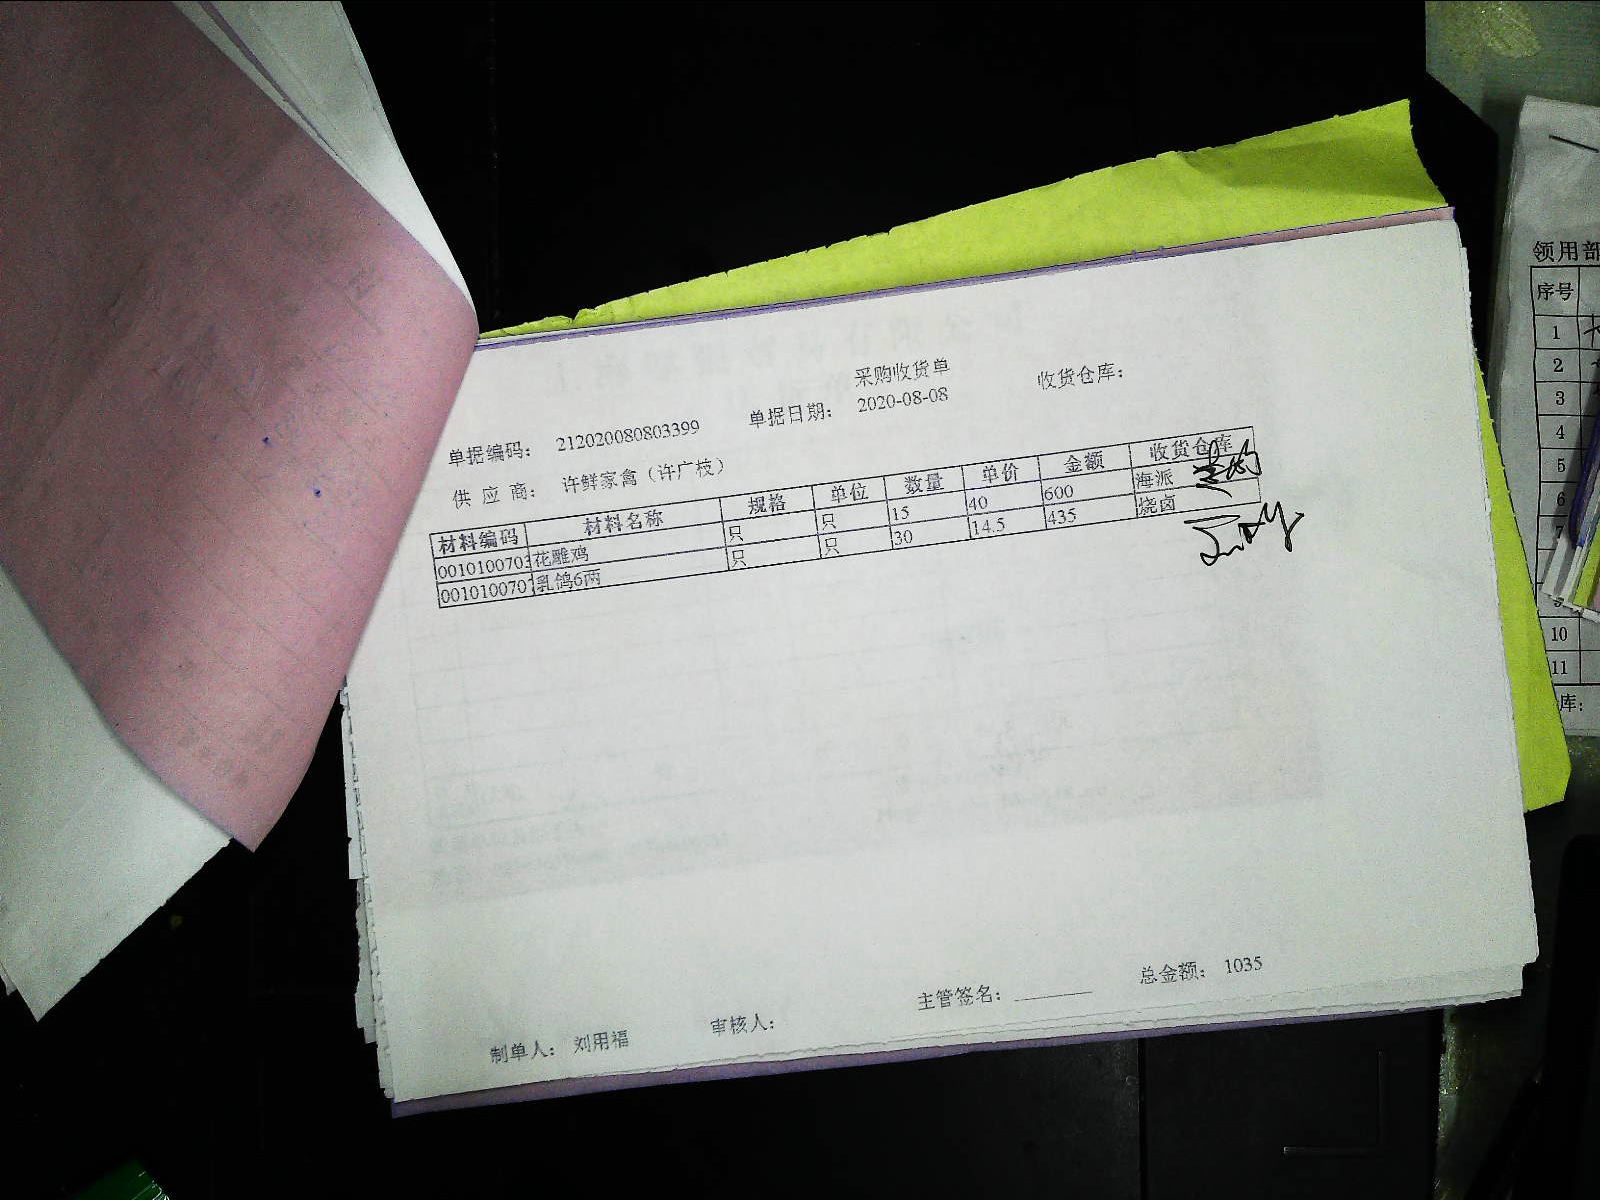 采购收货单
单据编码： 212020080803399 单据日期： 2020-08-08 收货仓库：
供 应 商： 许鲜家禽（许广枝）
材料编码 材料名称 规格 单位 数量 单价 金额 收货仓库
0010100703 花雕鸡 只 只 15 40 600 海派
0010100707 乳鸽6两 只 只 30 14.5 435 烧卤
制单人： 刘用福 审核人： 主管签名： 总金额： 1035
领用部
序号
1
2
3
4
5
6
7
9
10
11
库：